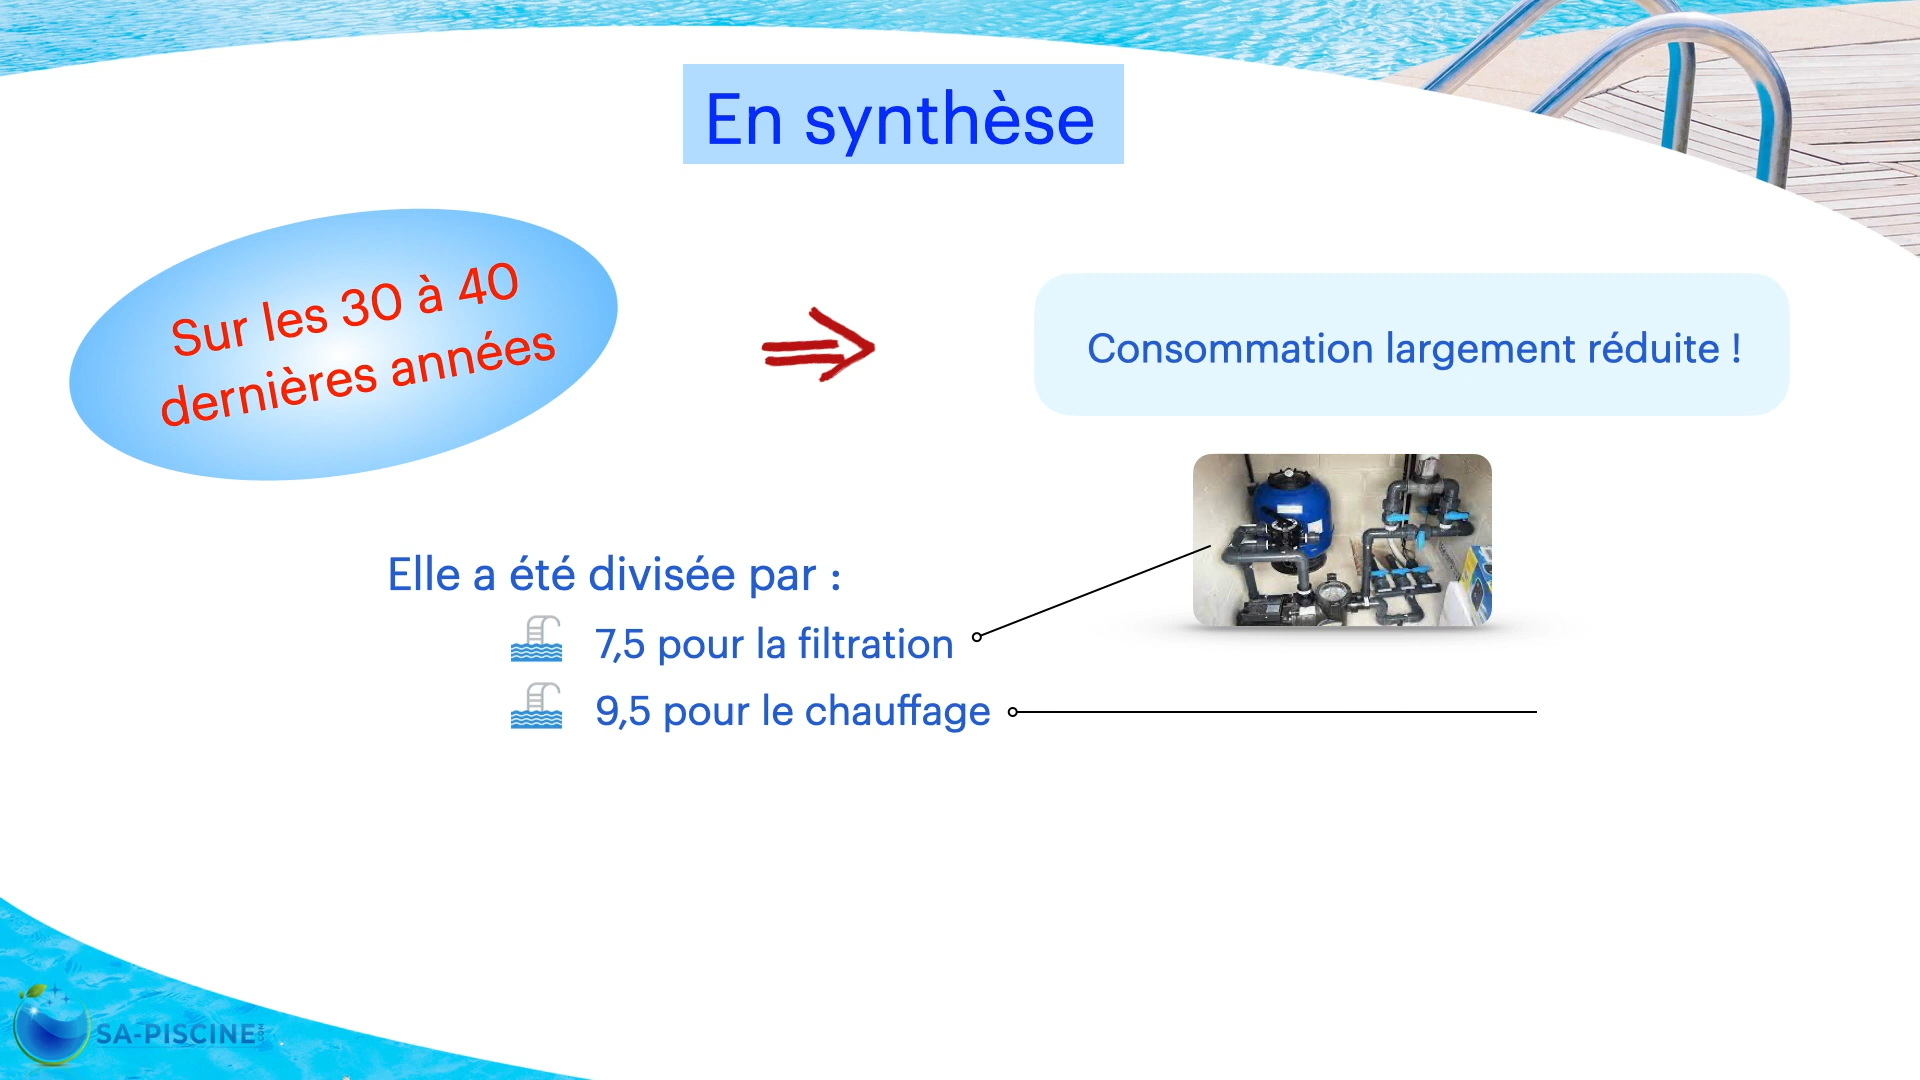 En synthèse
Sur les 30 à 40
dernières années
Consommation largement réduite !
Elle a été divisée par :
7,5 pour la filtration
9,5 pour le chauffage
SA-PISCINE.COM